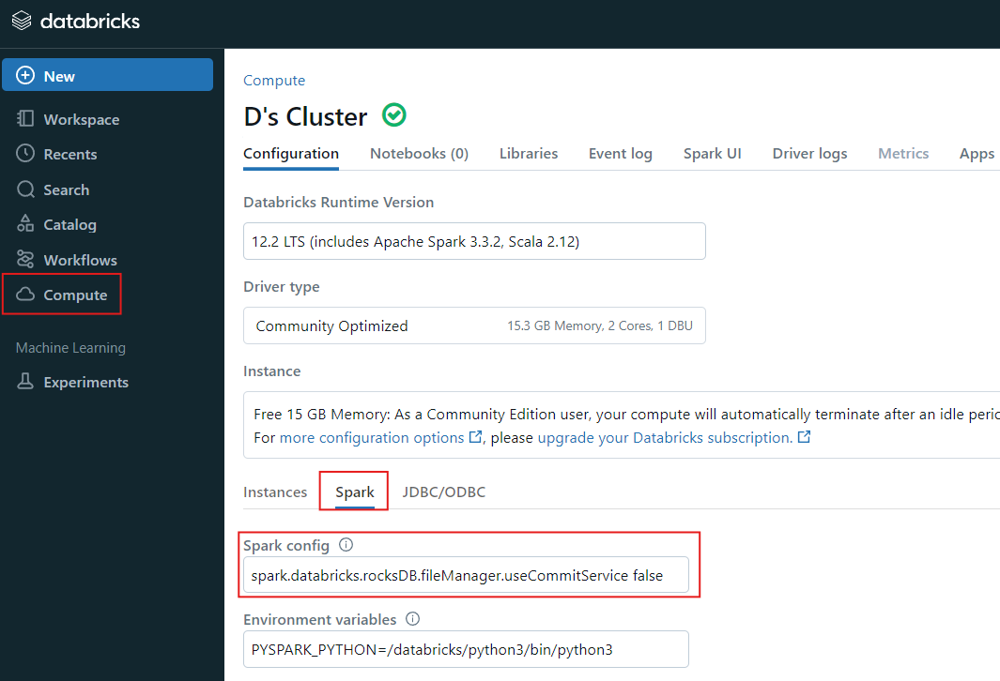 databricks
New
Workspace
Recents
Search
Catalog
Workflows
Compute
Machine Learning
Experiments
Compute
D's Cluster
Configuration Notebooks (0) Libraries Event log Spark UI Driver logs Metrics Apps
Databricks Runtime Version
12.2 LTS (includes Apache Spark 3.3.2, Scala 2.12)
Driver type
Community Optimized 15.3 GB Memory, 2 Cores, 1 DBU
Instance
Free 15 GB Memory: As a Community Edition user, your compute will automatically terminate after an idle
For more configuration options, please upgrade your Databricks subscription.
Instances Spark JDBC/ODBC
Spark config
spark.databricks.rocksDB.fileManager.useCommitService false
Environment variables
PYSPARK_PYTHON=/databricks/python3/bin/python3